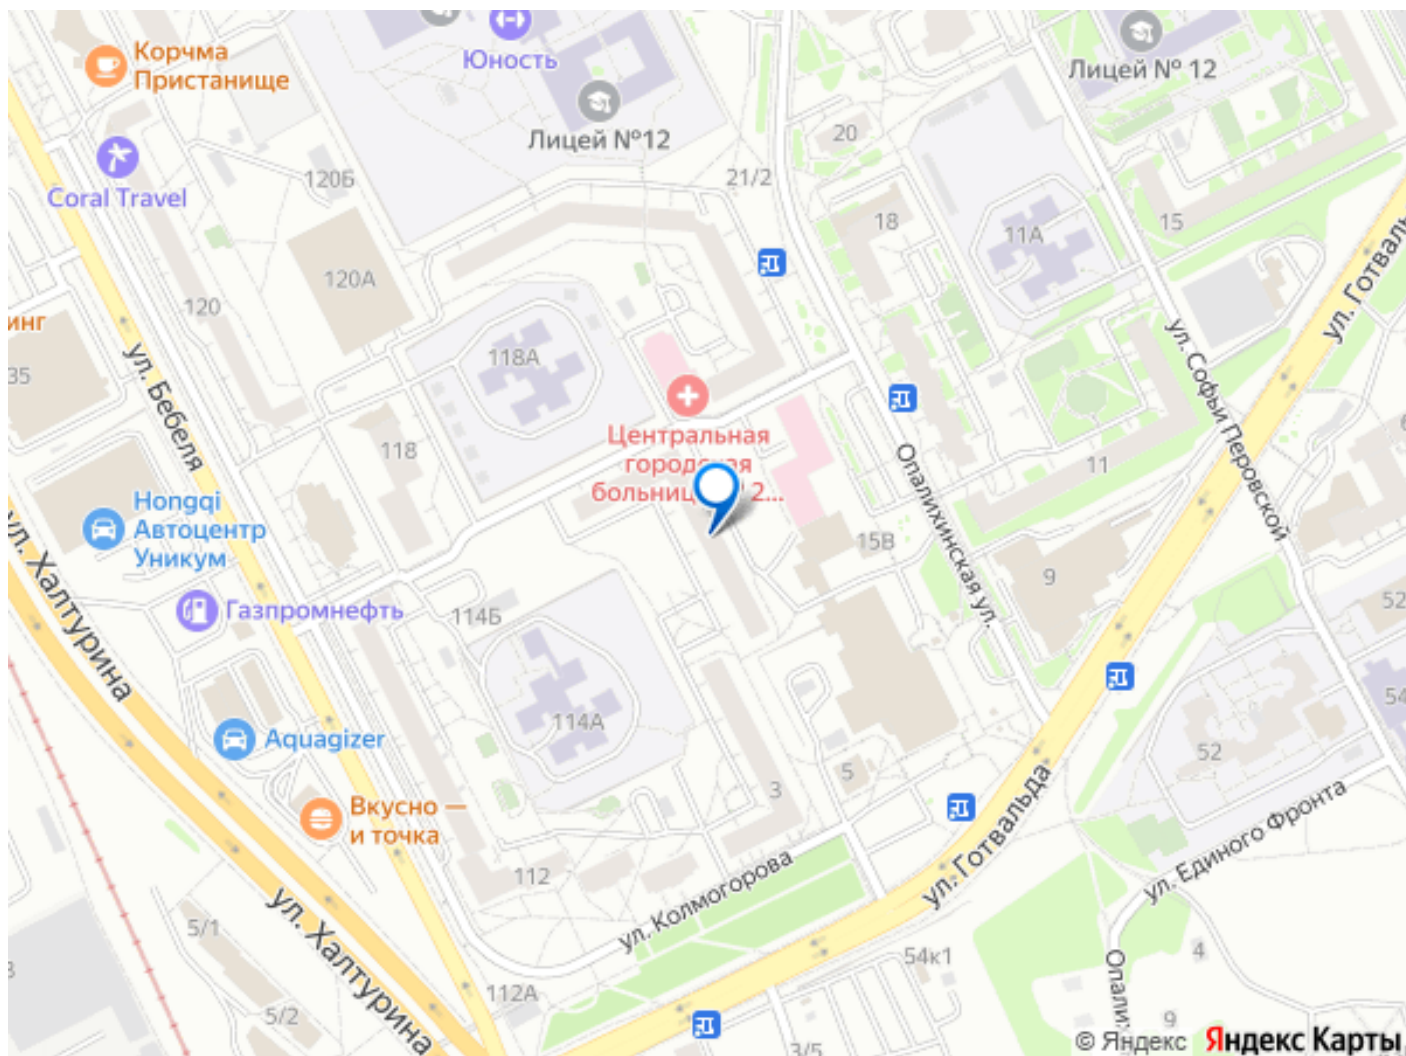 Корчма
Пристанище
Юность
Лицей № 12
Лицей №12
20
21/2
120Б
Coral Travel
18
11А
15
ул. Готваль
120А
120
инг
35
ул. Бебеля
118А
ул. Софьи Перовской
Центральная
городская
118
больниц
2...
11
Опалихинская ул.
Hongqi
Автоцентр
Уникум
ул. Халтурина
15В
9
Газпромнефть
114Б
52
54
114А
Aquagizer
52
5
3
Вкусно —
и точка
ул. Готвальда
ул. Единого Фронта
112
ул. Колмогорова
ул. Халтурина
5/1
54к1
4
Опалих
112А
5/2
9
3/5
© Яндекс Яндекс Карты